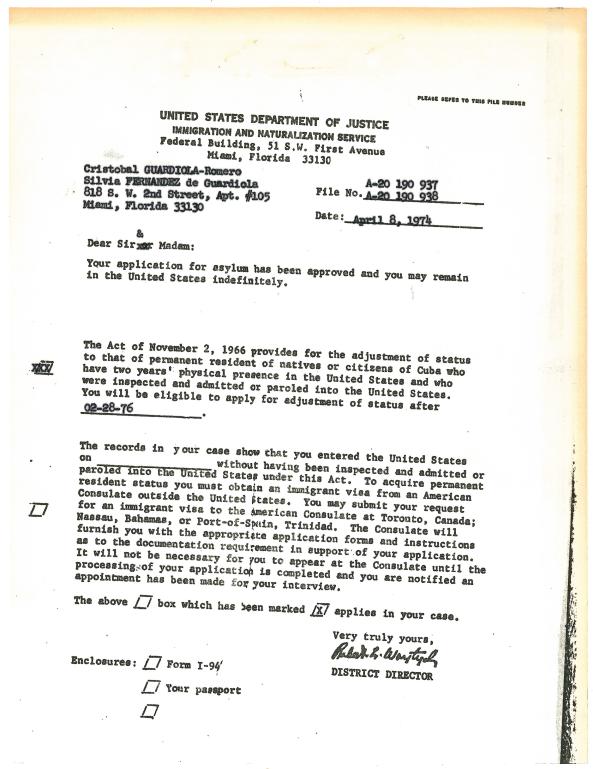 PLEASE REFER TO THIS FILE NUMBER
UNITED STATES DEPARTMENT OF JUSTICE
IMMIGRATION AND NATURALIZATION SERVICE
Federal Building, 51 S.W. First Avenue
Miami, Florida 33130
Cristobal GUARDIOLA-Romero
Silvia FERNANDEZ de Guardiola
818 S. W. 2nd Street, Apt. #105
Miami, Florida 33130
A-20 190 937
File No. A-20 190 938
Date: April 8, 1974
&
Dear Sir Madam:
Your application for asylum has been approved and you may remain
in the United States indefinitely.
The Act of November 2, 1966 provides for the adjustment of status
to that of permanent resident of natives or citizens of Cuba who
have two years' physical presence in the United States and who
were inspected and admitted or paroled into the United States.
You will be eligible to apply for adjustment of status after
02-28-76.
XXX
The records in your case show that you entered the United States
on without having been inspected and admitted or
paroled into the United States under this Act. To acquire permanent
resident status you must obtain an immigrant visa from an American
Consulate outside the United States. You may submit your request
for an immigrant visa to the American Consulate at Toronto, Canada;
Nassau, Bahamas, or Port-of-Spain, Trinidad. The Consulate will
furnish you with the appropriate application forms and instructions
as to the documentation requirement in support of your application.
It will not be necessary for you to appear at the Consulate until the
processing of your application is completed and you are notified an
appointment has been made for your interview.
The above box which has been marked X applies in your case.
Very truly yours,
DISTRICT DIRECTOR
Enclosures: Form I-94
Your passport